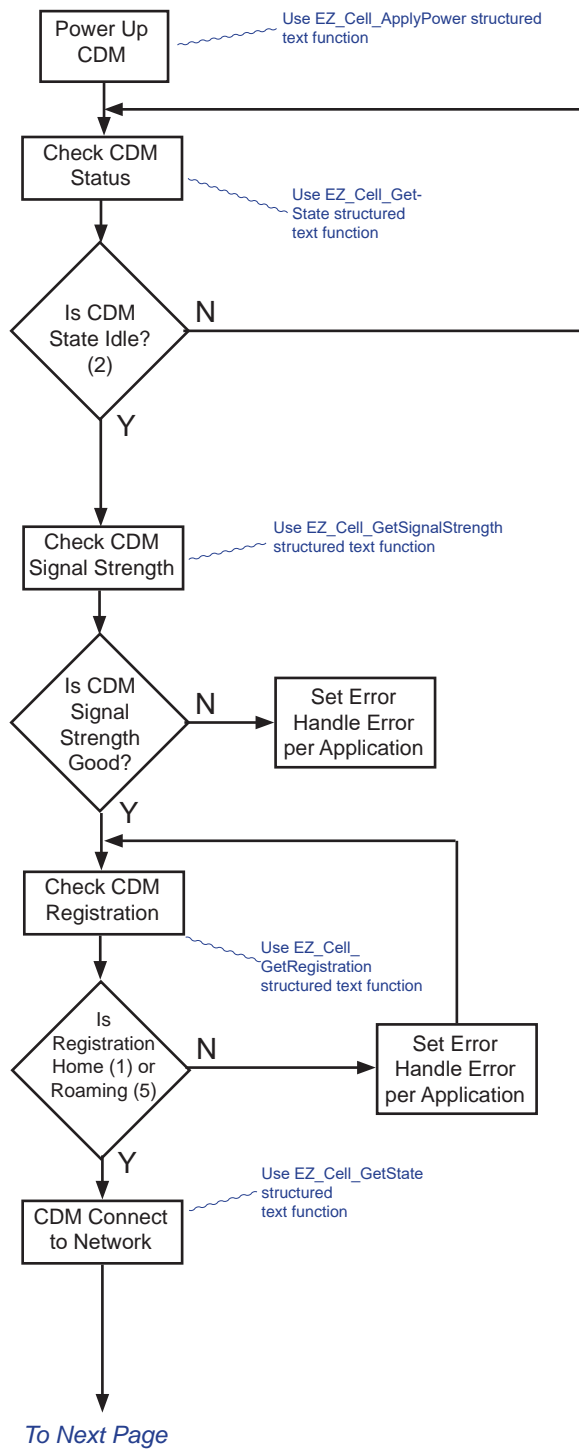 Power Up
CDM
Use EZ_Cell_ApplyPower structured
text function
Check CDM
Status
Use EZ_Cell_Get-
State structured
text function
Is CDM
State Idle?
(2)
N
Y
Check CDM
Signal Strength
Use EZ_Cell_GetSignalStrength
structured text function
Is CDM
Signal
Strength
Good?
N
Set Error
Handle Error
per Application
Y
Check CDM
Registration
Use EZ_Cell_
GetRegistration
structured text function
Is
Registration
Home (1) or
Roaming (5)
N
Set Error
Handle Error
per Application
Y
Use EZ_Cell_GetState
structured
text function
CDM Connect
to Network
To Next Page